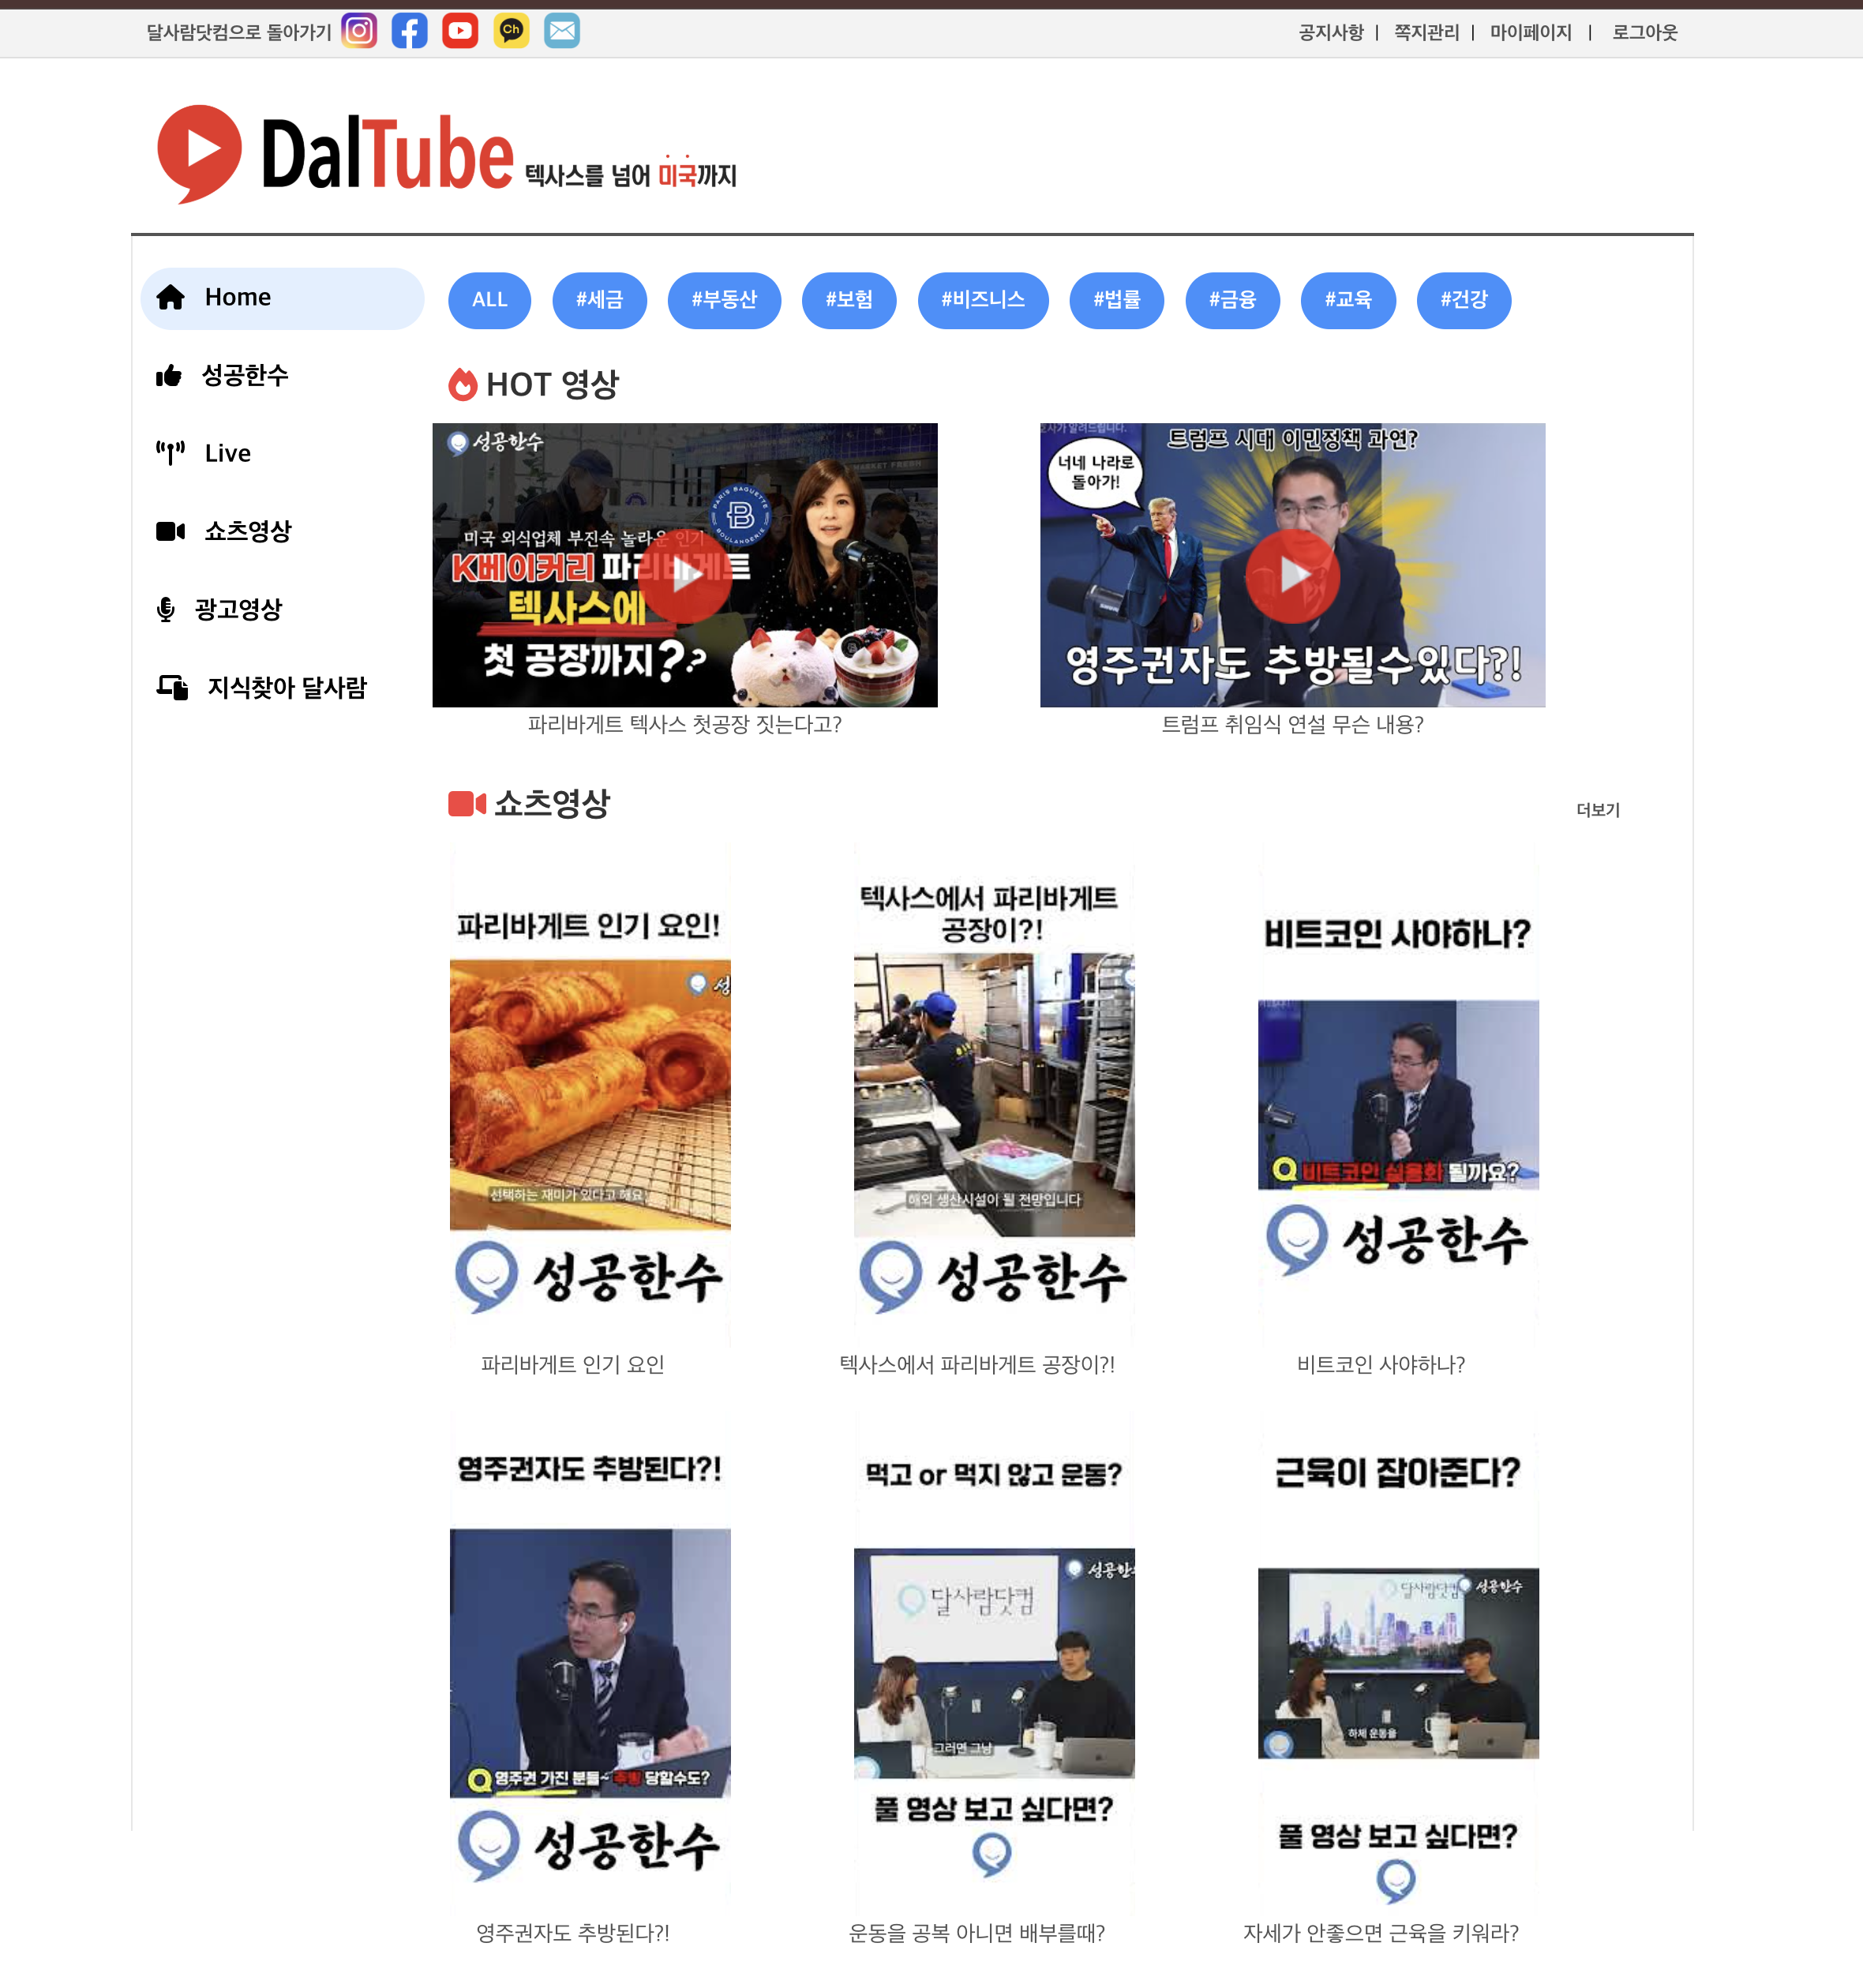 달사람닷컴으로 돌아가기
Ch
공지사항 | 쪽지관리 | 마이페이지 | 로그아웃
DalTube 텍사스를 넘어 미국까지
Home
성공한수
Live
쇼츠영상
광고영상
지식찾아 달사람
ALL #세금 #부동산 #보험 #비즈니스 #법률 #금융 #교육 #건강
HOT 영상
성공한수
MARKET FRESH
PARIS BAGUETTE
B
BOULANGERIE
미국 외식업체 부진속 놀라운 인기
K베이커리 파리바게트
텍사스에
첫 공장까지??
파리바게트 텍사스 첫공장 짓는다고?
트럼프 시대 이민정책 과연?
너네 나라로
돌아가!
영주권자도 추방될수있다?!
트럼프 취임식 연설 무슨 내용?
쇼츠영상
더보기
파리바게트 인기 요인!
선택하는 재미가 있다고 해요
성공한수
파리바게트 인기 요인
텍사스에서 파리바게트
공장이?!
해외 생산시설이 될 전망입니다
성공한수
텍사스에서 파리바게트 공장이?!
비트코인 사야하나?
Q 비트코인 실용화 될까요?
성공한수
비트코인 사야하나?
영주권자도 추방된다?!
Q 영주권 가진 분들~ 추방 당할수도?
성공한수
영주권자도 추방된다?!
먹고 or 먹지 않고 운동?
성공한
달사람닷컴
그러면 그냥
풀 영상 보고 싶다면?
운동을 공복 아니면 배부를때?
근육이 잡아준다?
달사람닷컴
성공한수
하체 운동을
풀 영상 보고 싶다면?
자세가 안좋으면 근육을 키워라?